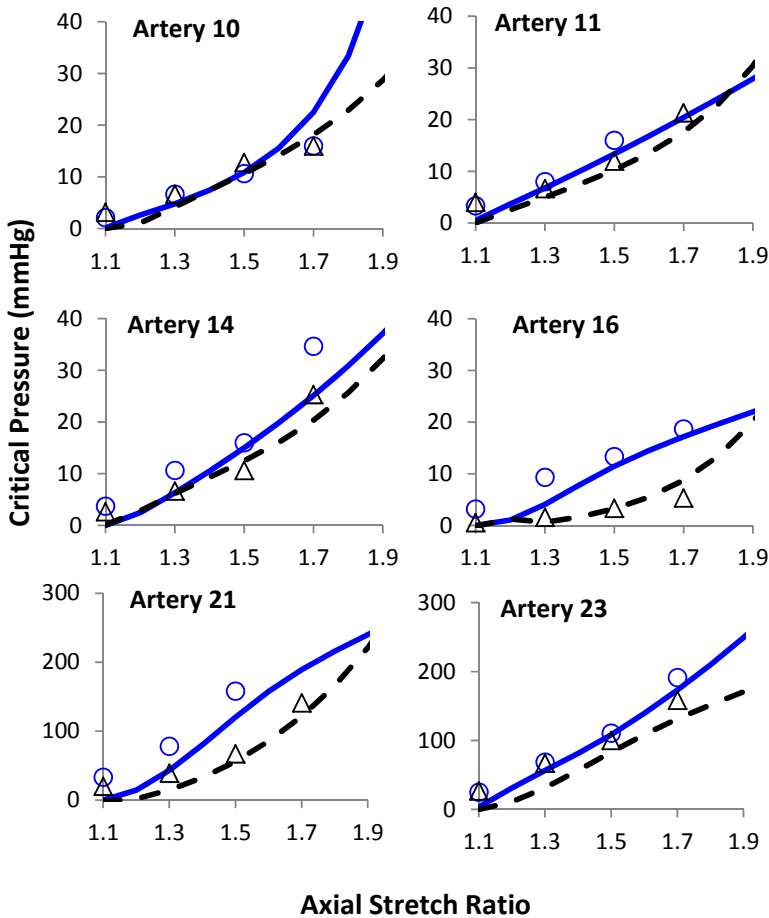 Critical Pressure (mmHg)
Artery 10
40
30
20
10
0
1.1 1.3 1.5 1.7 1.9
Artery 11
40
30
20
10
0
1.1 1.3 1.5 1.7 1.9
Artery 14
40
30
20
10
0
1.1 1.3 1.5 1.7 1.9
Artery 16
40
30
20
10
0
1.1 1.3 1.5 1.7 1.9
Artery 21
300
200
100
0
1.1 1.3 1.5 1.7 1.9
Artery 23
300
200
100
0
1.1 1.3 1.5 1.7 1.9
Axial Stretch Ratio